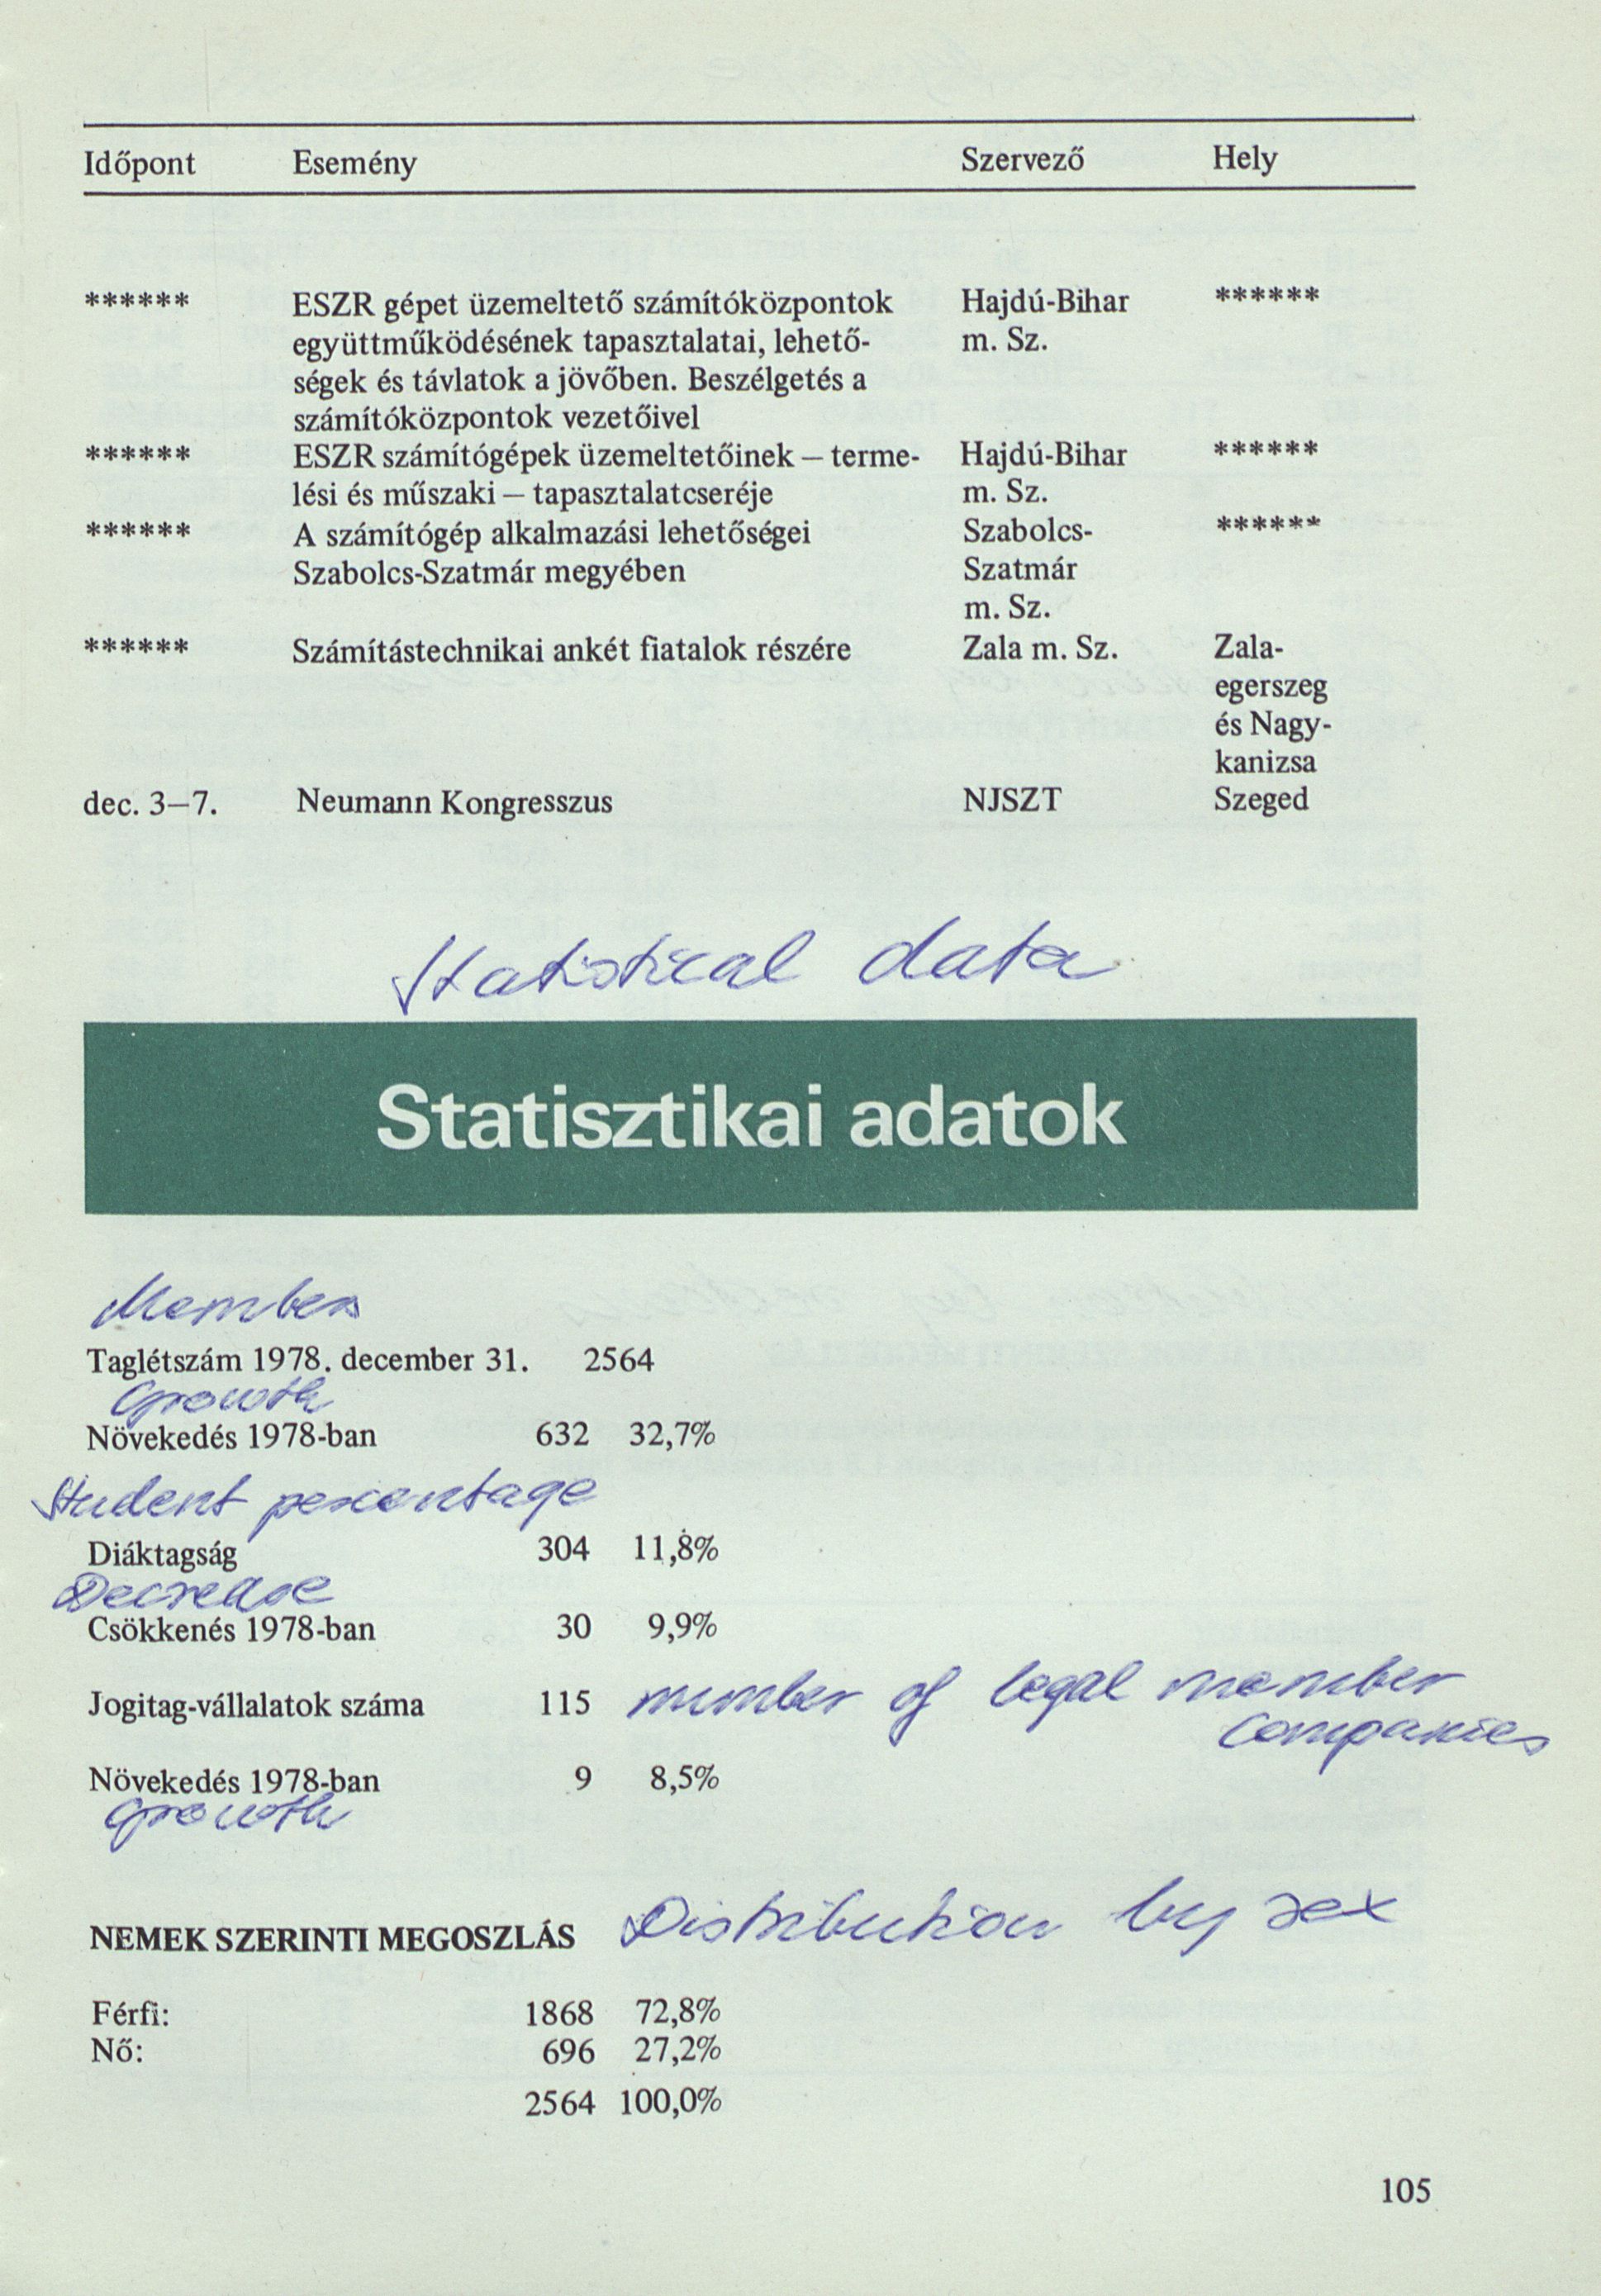 Időpont Esemény Szervező Hely
****** ESZR gépet üzemeltető számítóközpontok Hajdú-Bihar ******
együttműködésének tapasztalatai, lehető- m. Sz.
ségek és távlatok a jövőben. Beszélgetés a
számítóközpontok vezetőivel
****** ESZR számítógépek üzemeltetőinek – terme- Hajdú-Bihar ******
lési és műszaki – tapasztalatcseréje m. Sz.
****** A számítógép alkalmazási lehetőségei Szabolcs- ******
Szabolcs-Szatmár megyében Szatmár
m. Sz.
****** Számítástechnikai ankét fiatalok részére Zala m. Sz. Zala-
egerszeg
és Nagy-
kanizsa
dec. 3–7. Neumann Kongresszus NJSZT Szeged
Statistical data
Statisztikai adatok
Members
Taglétszám 1978. december 31. 2564
Growth
Növekedés 1978-ban 632 32,7%
Student percentage
Diáktagság 304 11,8%
Decrease
Csökkenés 1978-ban 30 9,9%
Jogitag-vállalatok száma 115 number of legal member
companies
Növekedés 1978-ban 9 8,5%
growth
NEMEK SZERINTI MEGOSZLÁS Distribution by sex
Férfi: 1868 72,8%
Nő: 696 27,2%
2564 100,0%
105